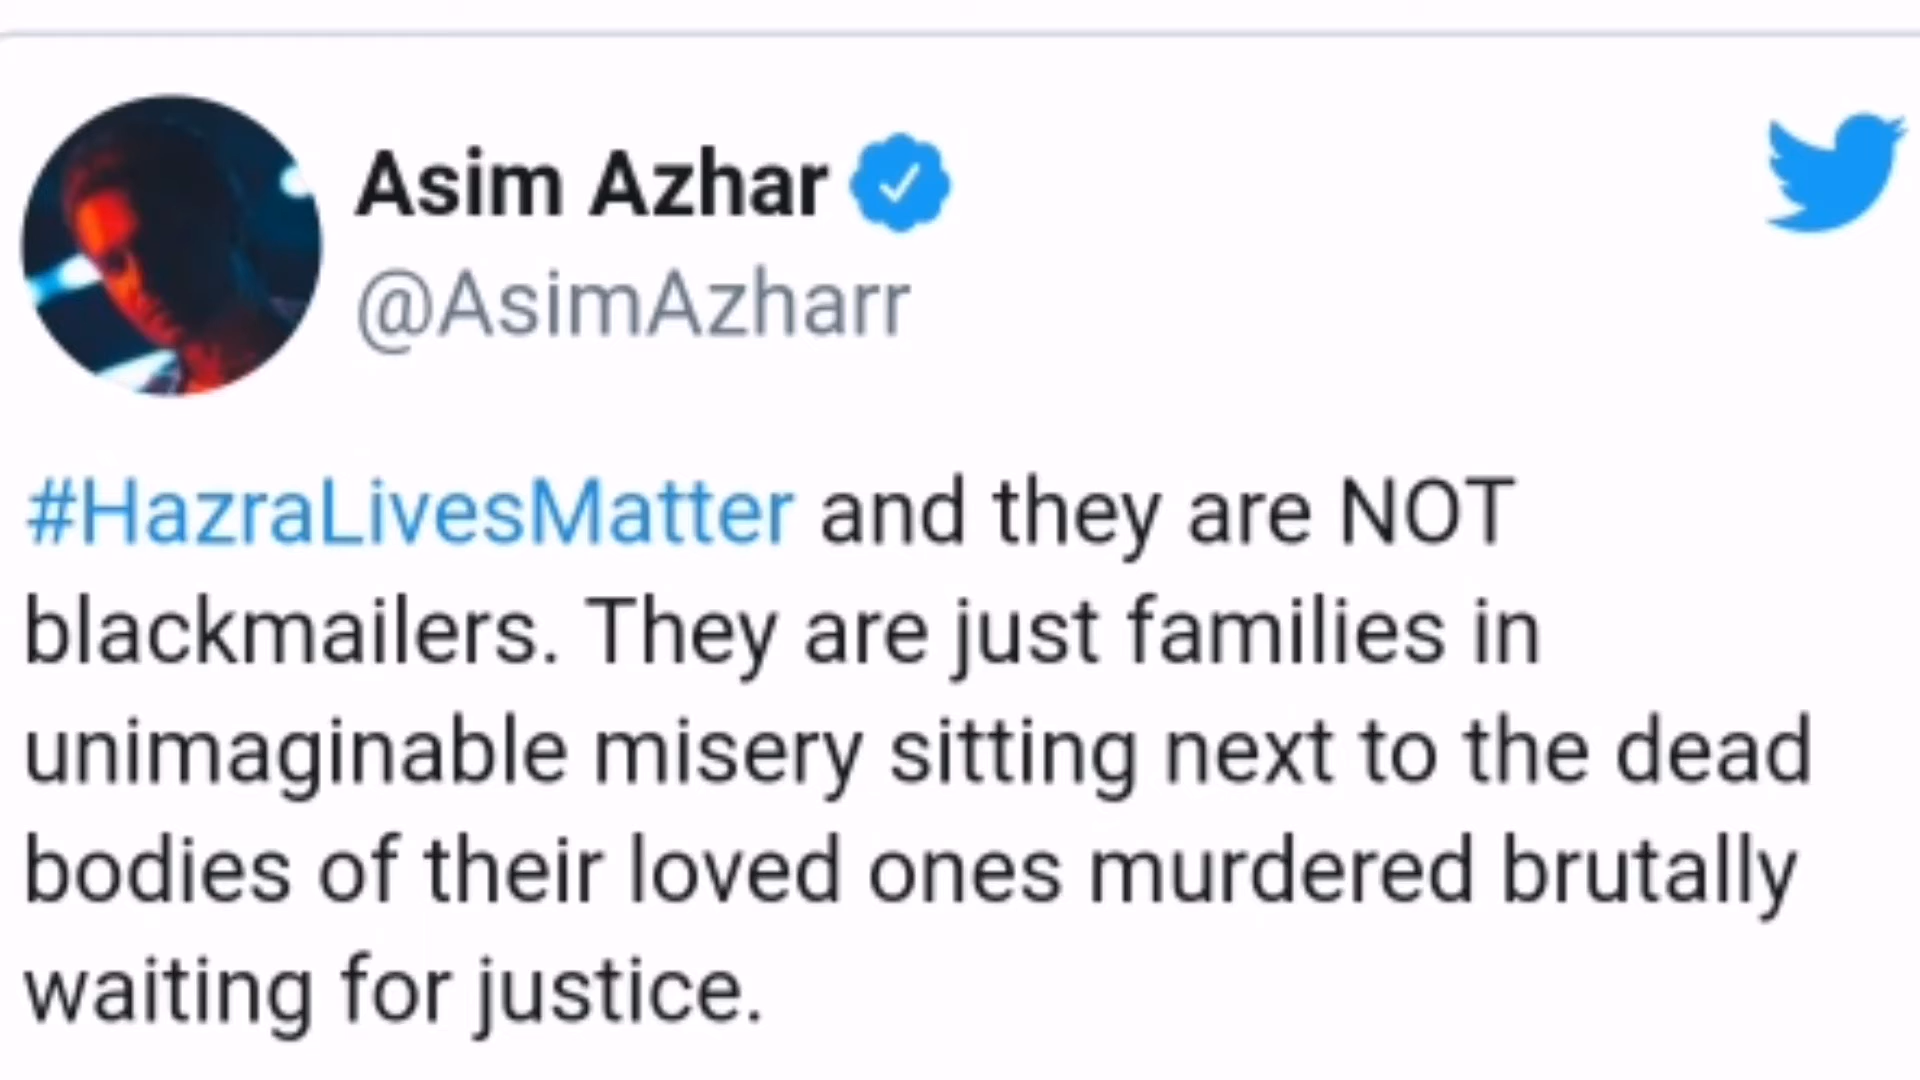 Asim Azhar
@AsimAzharr
#HazraLivesMatter and they are NOT
blackmailers. They are just families in
unimaginable misery sitting next to the dead
bodies of their loved ones murdered brutally
waiting for justice.